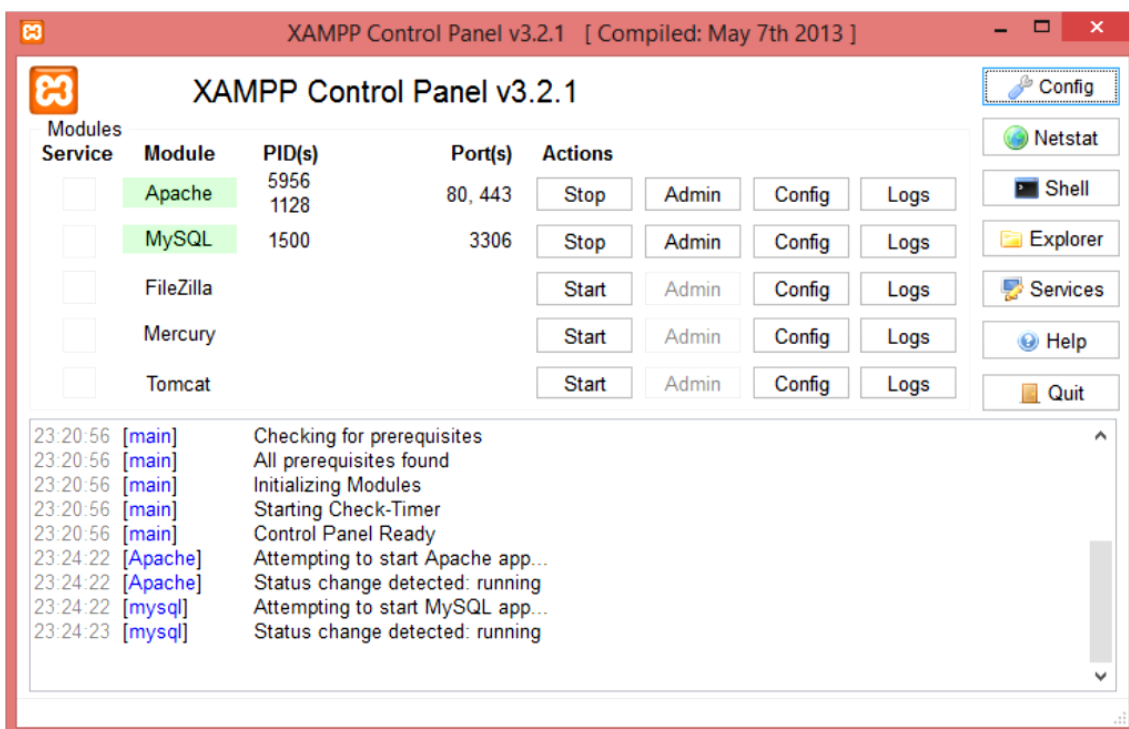 XAMPP Control Panel v3.2.1 [ Compiled: May 7th 2013 ]
XAMPP Control Panel v3.2.1
Config
Modules
Netstat
Service Module PID(s) Port(s) Actions
Apache 5956 1128 80, 443 Stop Admin Config Logs
Shell
MySQL 1500 3306 Stop Admin Config Logs
Explorer
FileZilla Start Admin Config Logs
Services
Mercury Start Admin Config Logs
Help
Tomcat Start Admin Config Logs
Quit
23:20:56 [main] Checking for prerequisites
23:20:56 [main] All prerequisites found
23:20:56 [main] Initializing Modules
23:20:56 [main] Starting Check-Timer
23:20:56 [main] Control Panel Ready
23:24:22 [Apache] Attempting to start Apache app...
23:24:22 [Apache] Status change detected: running
23:24:22 [mysql] Attempting to start MySQL app...
23:24:23 [mysql] Status change detected: running